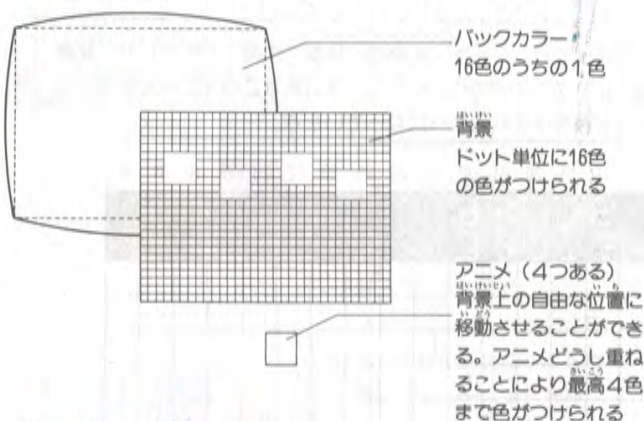 バックカラー
16色のうちの1色
はいけい
背景
ドット単位に16色
の色がつけられる
アニメ（4つある）
はいけいじょう いち
背景上の自由な位置に
いどう
移動させることができ
る。アニメどうし重ね
さいこう
ることにより最高4色
まで色がつけられる